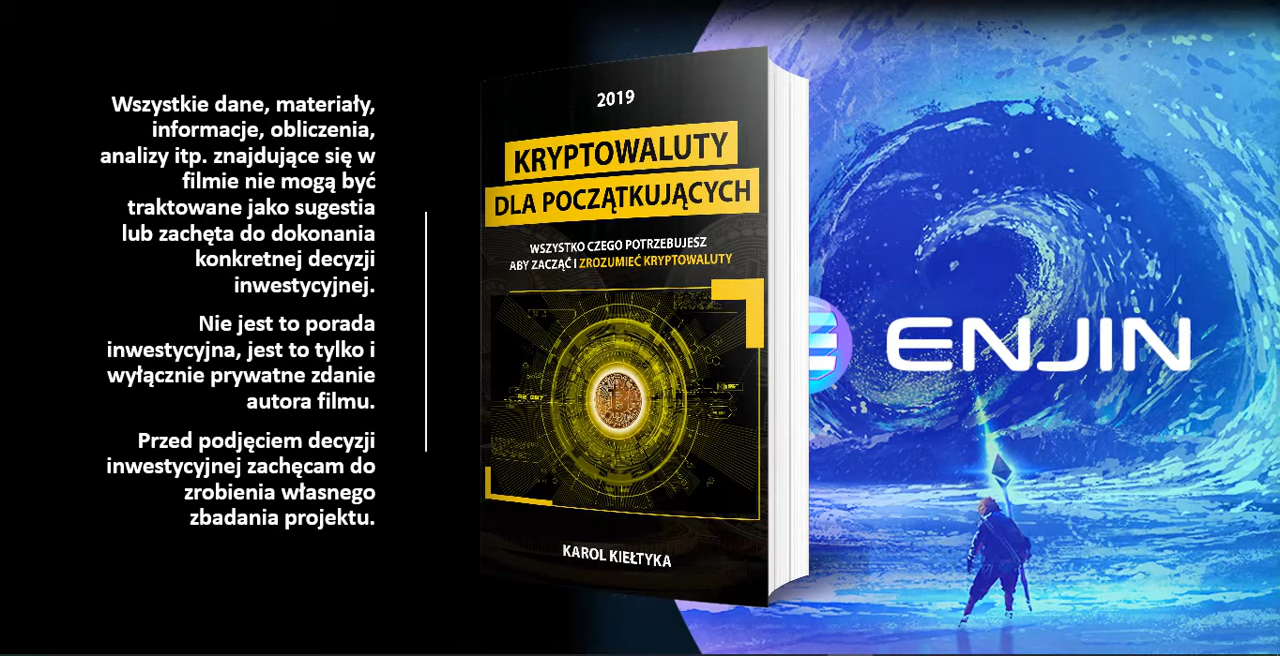 Wszystkie dane, materiały,
informacje, obliczenia,
analizy itp. znajdujące się w
filmie nie mogą być
traktowane jako sugestia
lub zachęta do dokonania
konkretnej decyzji
inwestycyjnej.
Nie jest to porada
inwestycyjna, jest to tylko i
wyłącznie prywatne zdanie
autora filmu.
Przed podjęciem decyzji
inwestycyjnej zachęcam do
zrobienia własnego
zbadania projektu.
2019
KRYPTOWALUTY
DLA POCZĄTKUJĄCYCH
WSZYSTKO CZEGO POTRZEBUJESZ
ABY ZACZĄĆ I ZROZUMIEĆ KRYPTOWALUTY
KAROL KIEŁTYKA
ENJIN